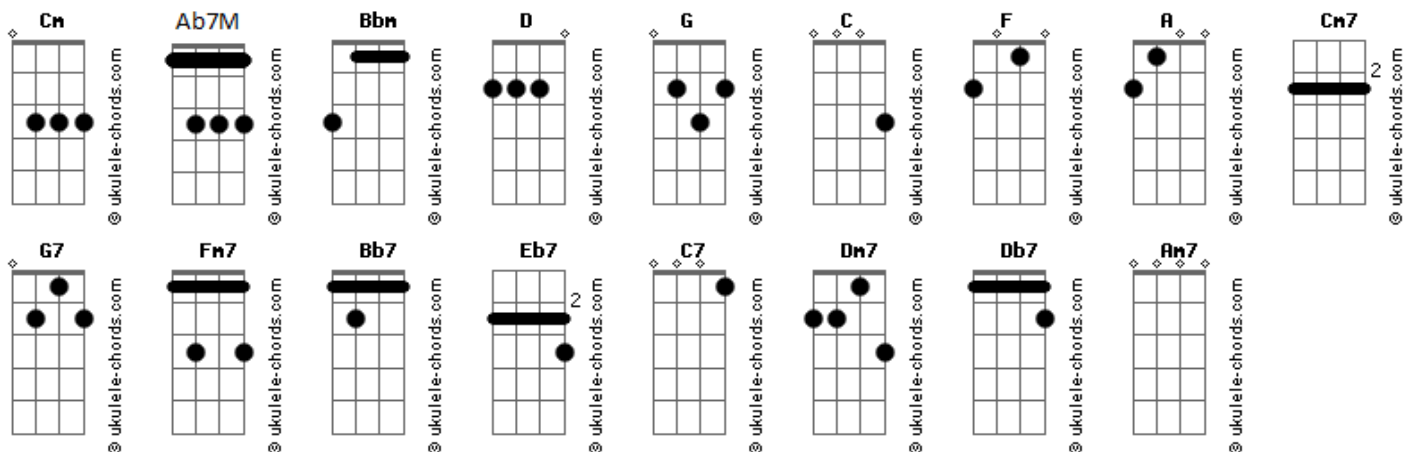 Cm Ab7M Bbm D G C F A Cm7
2
© ukulele-chords.com © ukulele-chords.com © ukulele-chords.com © ukulele-chords.com © ukulele-chords.com © ukulele-chords.com © ukulele-chords.com © ukulele-chords.com © ukulele-chords.com
G7 Fm7 Bb7 Eb7 C7 Dm7 Db7 Am7
2
© ukulele-chords.com © ukulele-chords.com © ukulele-chords.com © ukulele-chords.com © ukulele-chords.com © ukulele-chords.com © ukulele-chords.com © ukulele-chords.com